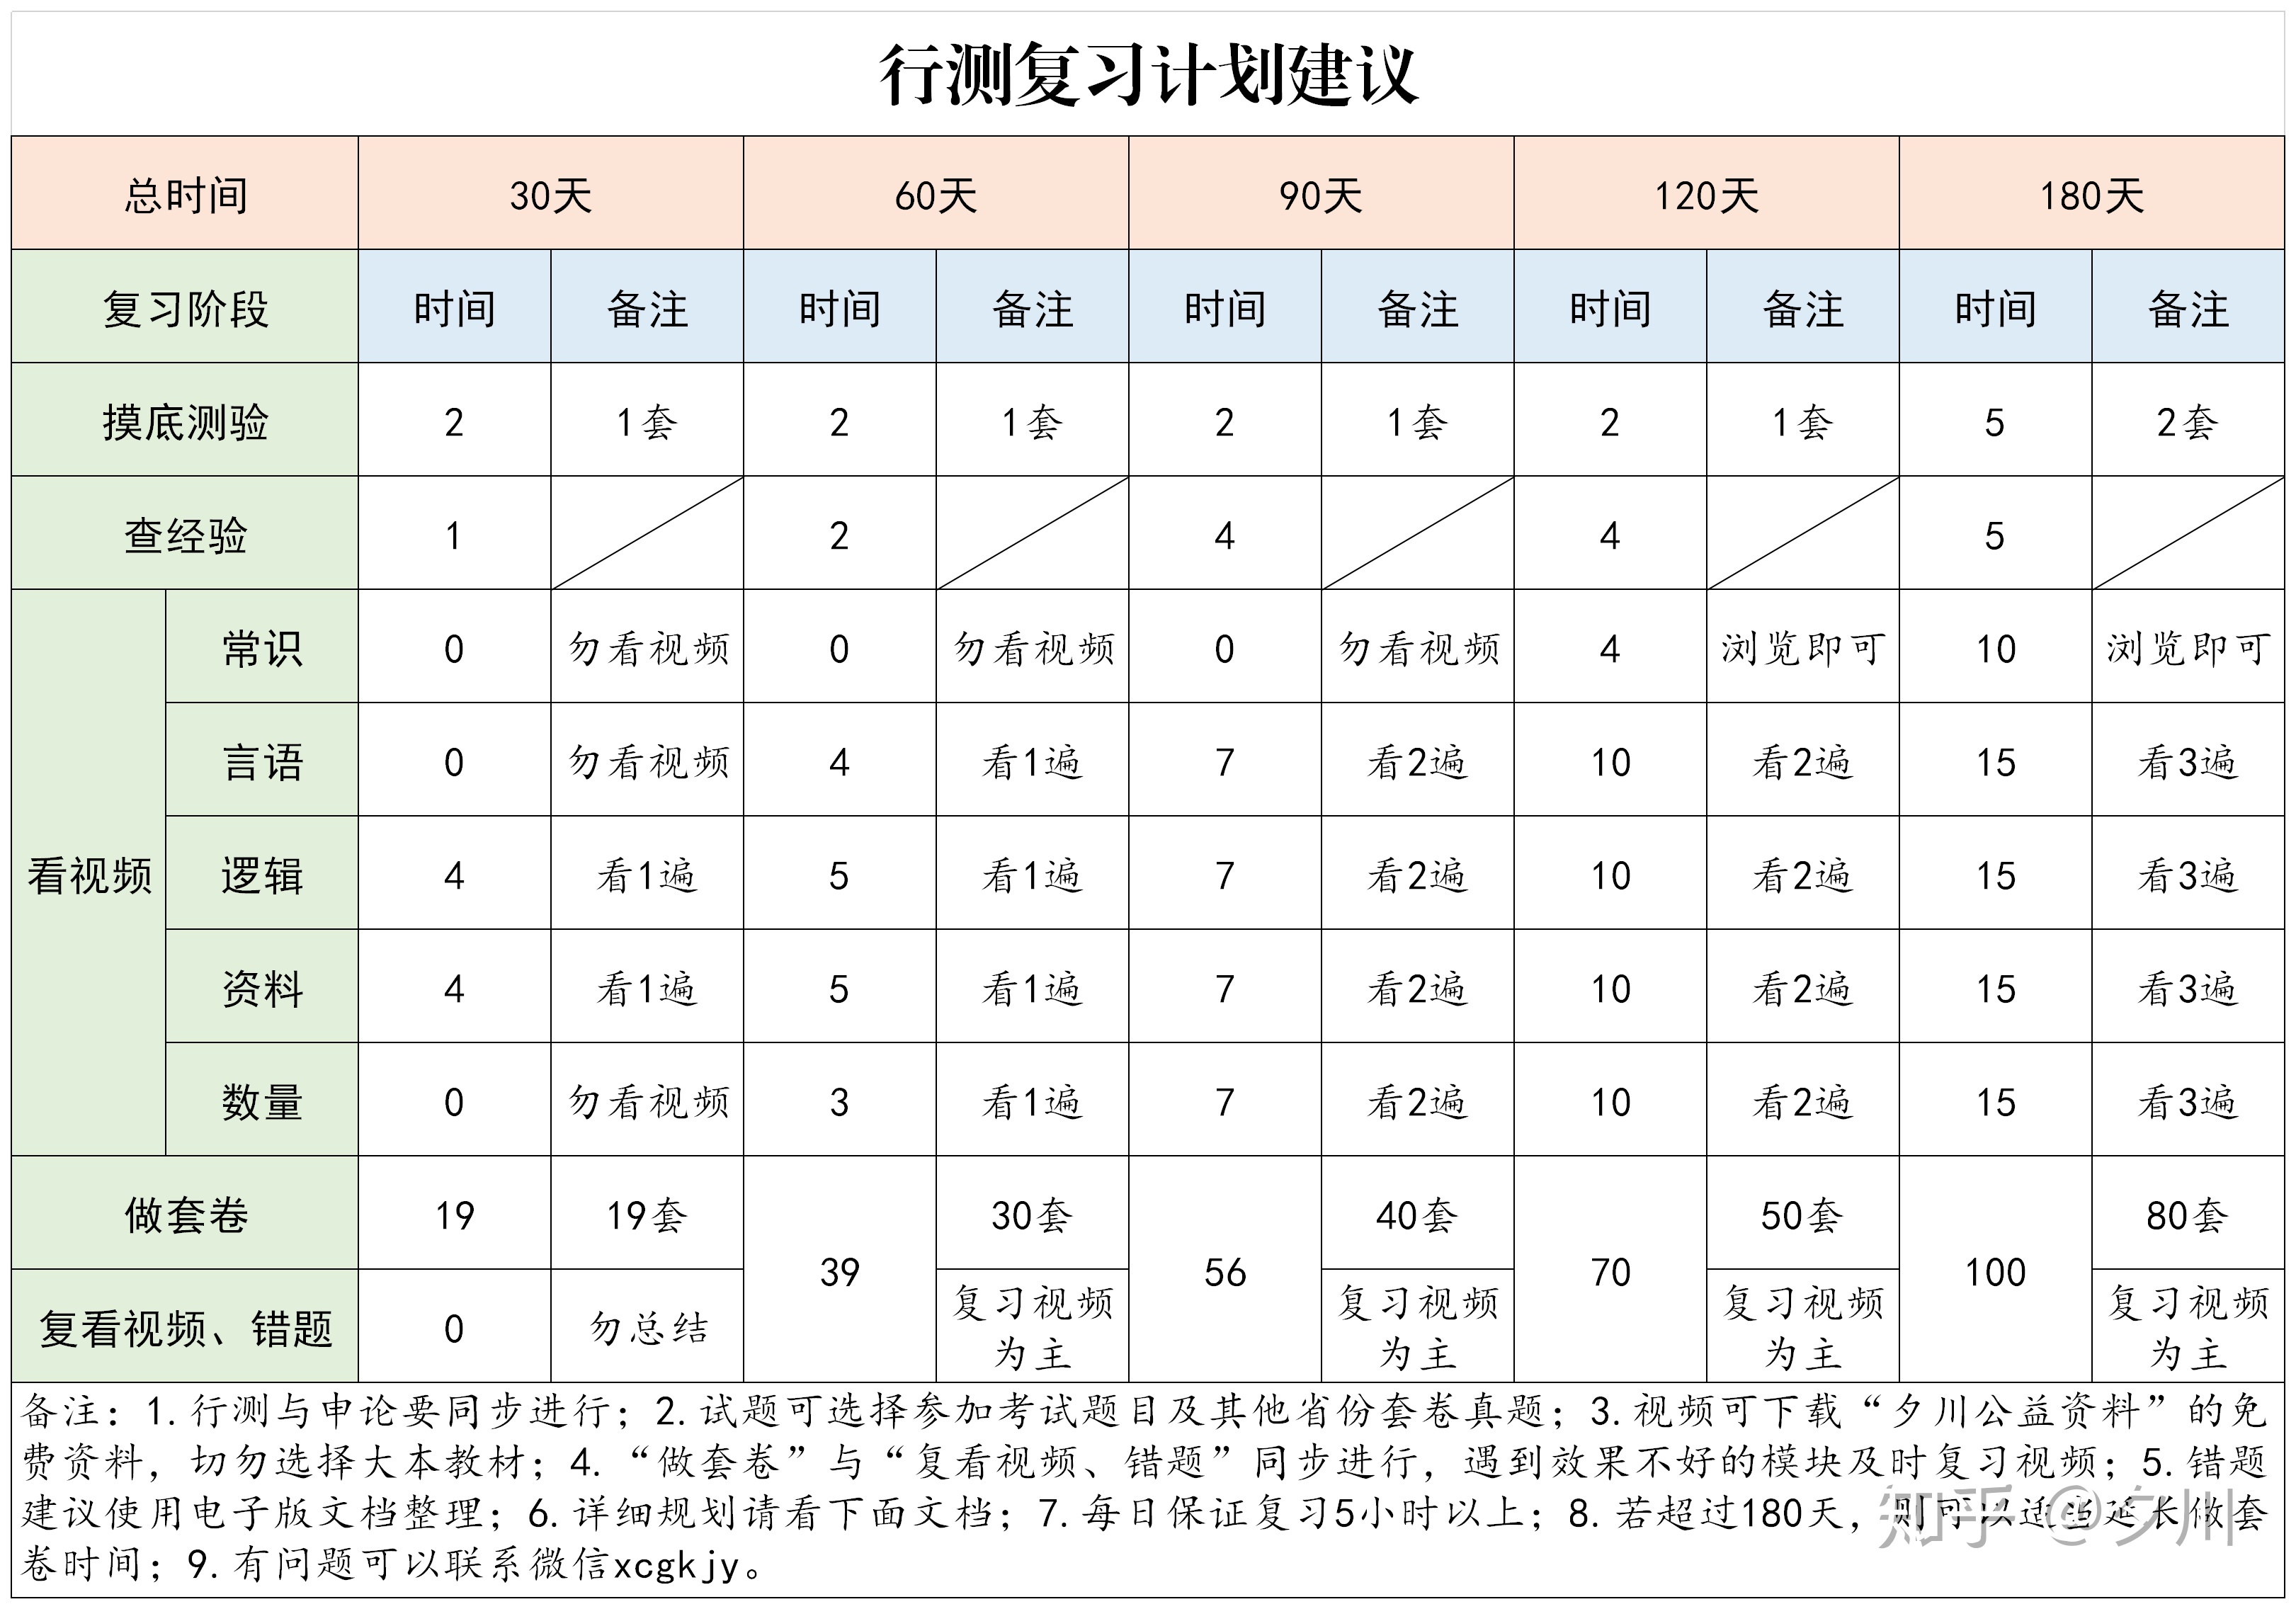 行测复习计划建议
总时间 30天 60天 90天 120天 180天
复习阶段 时间 备注 时间 备注 时间 备注 时间 备注 时间 备注
摸底测验 2 1套 2 1套 2 1套 2 1套 5 2套
查经验 1 2 4 4 5
看视频
常识 0 勿看视频 0 勿看视频 0 勿看视频 4 浏览即可 10 浏览即可
言语 0 勿看视频 4 看1遍 7 看2遍 10 看2遍 15 看3遍
逻辑 4 看1遍 5 看1遍 7 看2遍 10 看2遍 15 看3遍
资料 4 看1遍 5 看1遍 7 看2遍 10 看2遍 15 看3遍
数量 0 勿看视频 3 看1遍 7 看2遍 10 看2遍 15 看3遍
做套卷 19 19套 39 30套 56 40套 70 50套 100 80套
复看视频、错题 0 勿总结 复习视频为主 复习视频为主 复习视频为主 复习视频为主
备注：1.行测与申论要同步进行；2.试题可选择参加考试题目及其他省份套卷真题；3.视频可下载“夕川公益资料”的免
费资料，切勿选择大本教材；4.“做套卷”与“复看视频、错题”同步进行，遇到效果不好的模块及时复习视频；5.错题
建议使用电子版文档整理；6.详细规划请看下面文档；7.每日保证复习5小时以上；8.若超过180天，则可以适当延长做套
卷时间；9.有问题可以联系微信xcgkjy。
知乎 @夕川